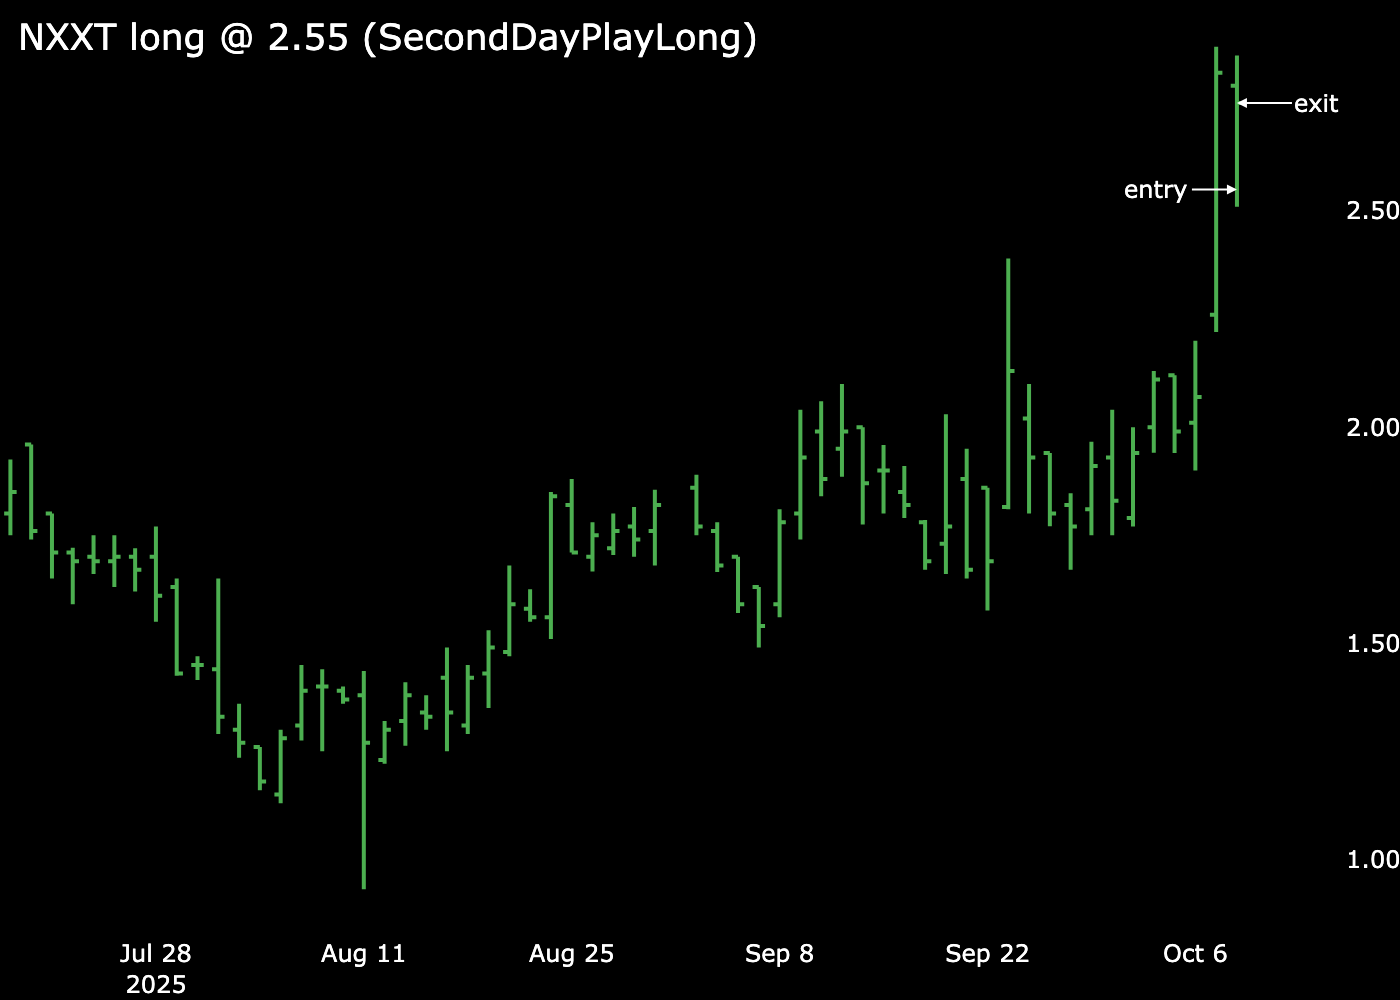 NXXT long @ 2.55 (SecondDayPlayLong)
exit
entry
2.50
2.00
1.50
1.00
Jul 28 Aug 11 Aug 25 Sep 8 Sep 22 Oct 6
2025